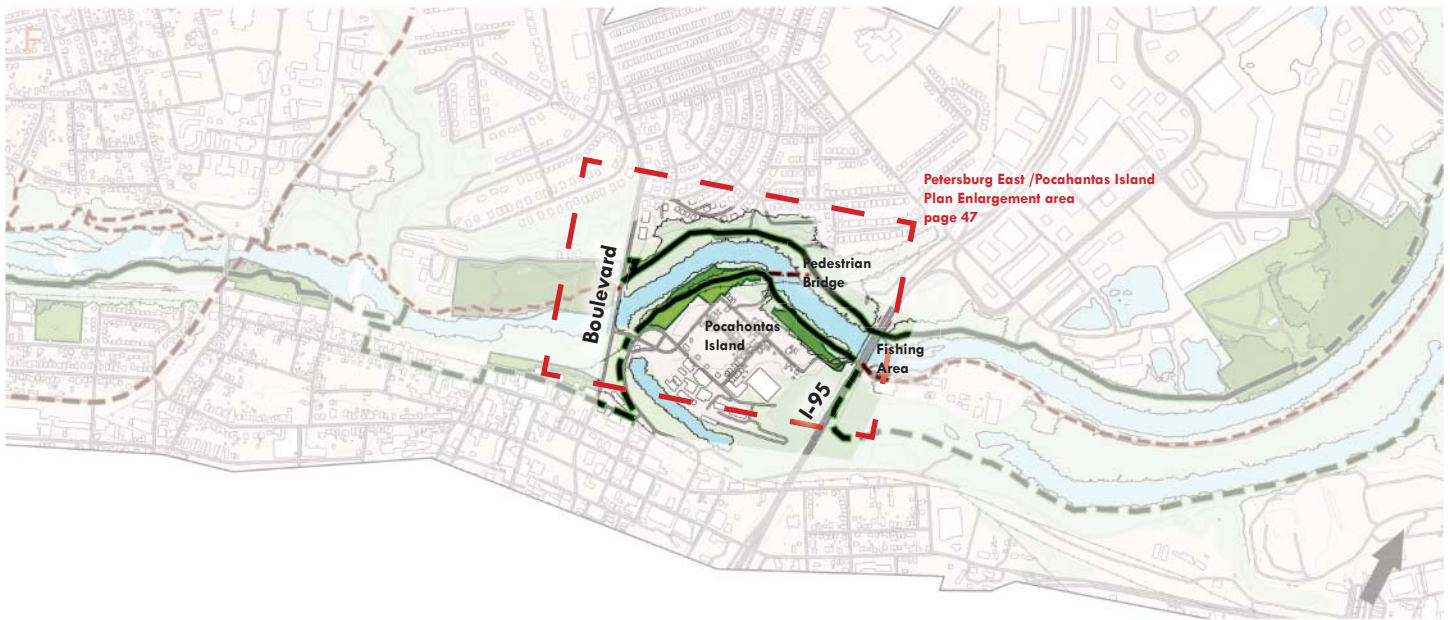 F
Petersburg East /Pocahantas Island
Plan Enlargement area
page 47
Pedestrian
Bridge
Boulevard
Pocahontas
Island
Fishing
Area
I-95